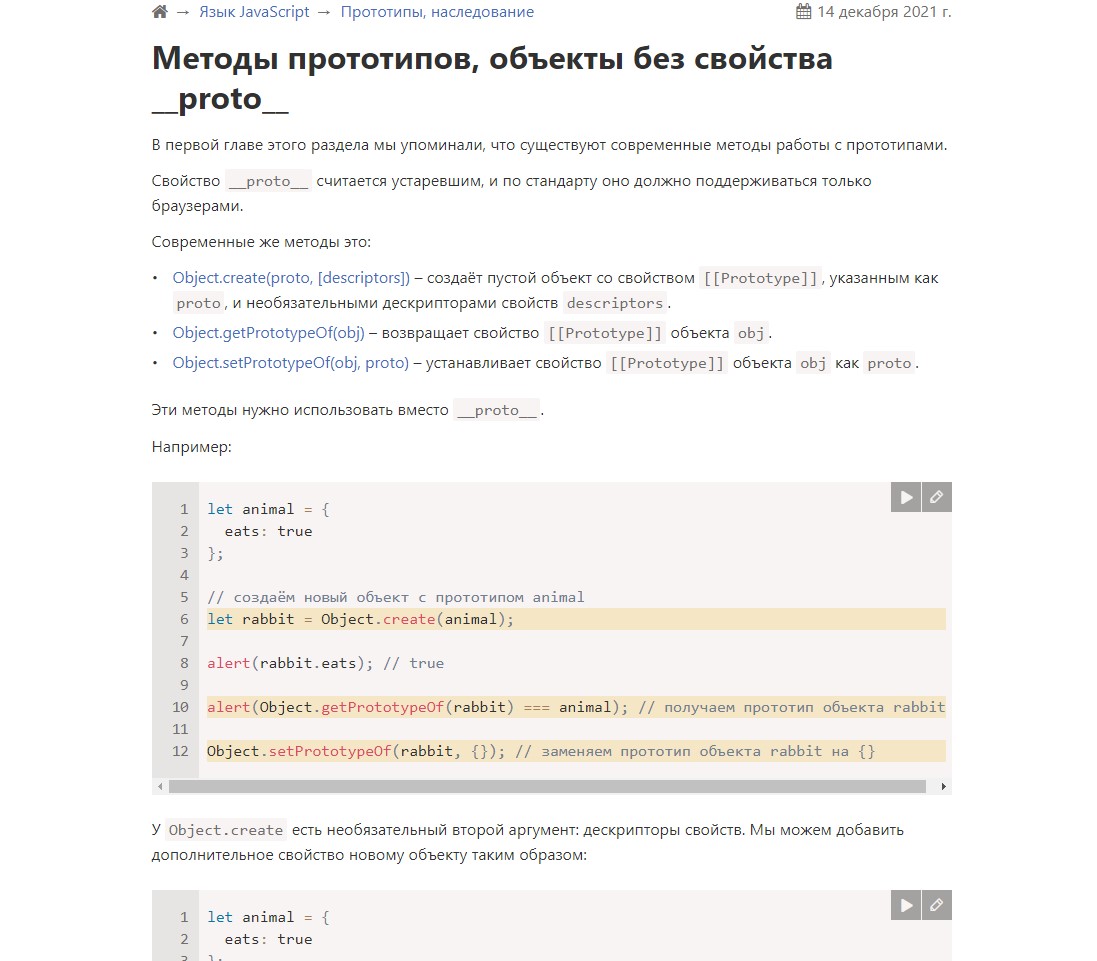 → Язык JavaScript → Прототипы, наследование 14 декабря 2021 г.
Методы прототипов, объекты без свойства
__proto__
В первой главе этого раздела мы упоминали, что существуют современные методы работы с прототипами.
Свойство __proto__ считается устаревшим, и по стандарту оно должно поддерживаться только
браузерами.
Современные же методы это:
• Object.create(proto, [descriptors]) – создаёт пустой объект со свойством [[Prototype]], указанным как
proto, и необязательными дескрипторами свойств descriptors.
• Object.getPrototypeOf(obj) – возвращает свойство [[Prototype]] объекта obj.
• Object.setPrototypeOf(obj, proto) – устанавливает свойство [[Prototype]] объекта obj как proto.
Эти методы нужно использовать вместо __proto__.
Например:
1 let animal = {
2 eats: true
3 };
4
5 // создаём новый объект с прототипом animal
6 let rabbit = Object.create(animal);
7
8 alert(rabbit.eats); // true
9
10 alert(Object.getPrototypeOf(rabbit) === animal); // получаем прототип объекта rabbit
11
12 Object.setPrototypeOf(rabbit, {}); // заменяем прототип объекта rabbit на {}
У Object.create есть необязательный второй аргумент: дескрипторы свойств. Мы можем добавить
дополнительное свойство новому объекту таким образом:
1 let animal = {
2 eats: true
3 };